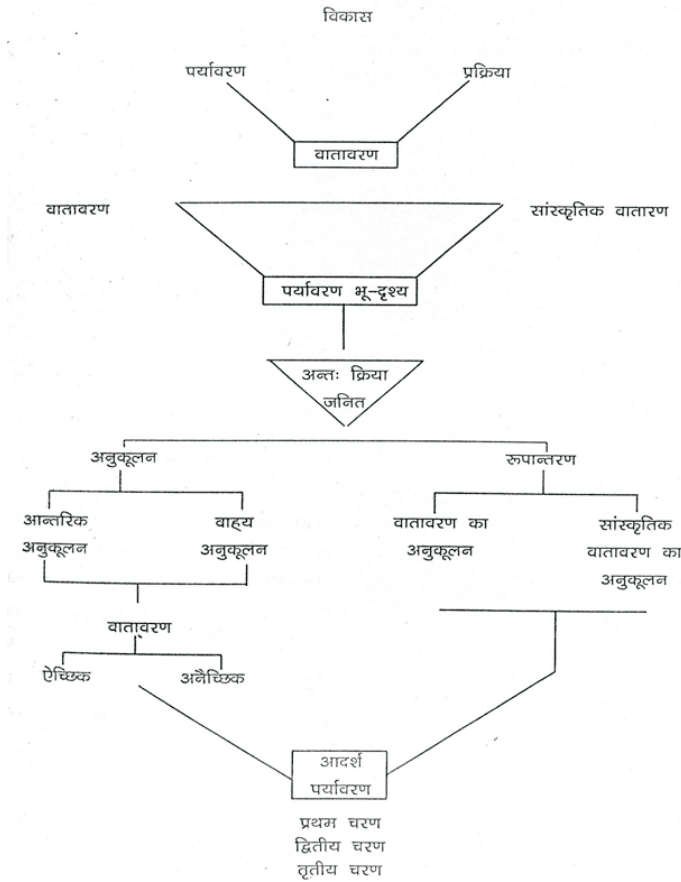 विकास
पर्यावरण प्रक्रिया
वातावरण
वातावरण सांस्कृतिक वातारण
पर्यावरण भू-दृश्य
अन्तः क्रिया
जनित
अनुकूलन रूपान्तरण
आन्तरिक बाह्य वातावरण का सांस्कृतिक
अनुकूलन अनुकूलन अनुकूलन वातावरण का
अनुकूलन
वातावरण
ऐच्छिक अनैच्छिक
आदर्श
पर्यावरण
प्रथम चरण
द्वितीय चरण
तृतीय चरण